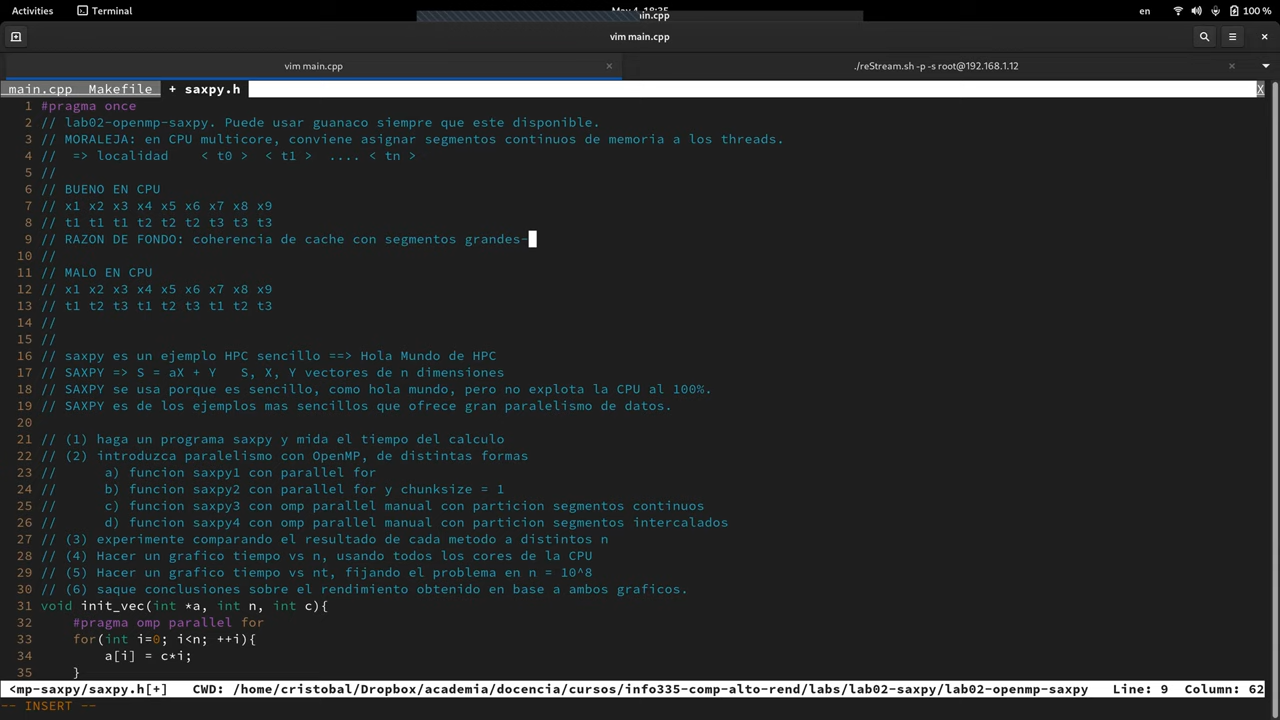 Activities Terminal May 4 18:35 en 100 %
main.cpp
vim main.cpp
vim main.cpp × ./reStream.sh -p -s root@192.168.1.12 ×
main.cpp Makefile + saxpy.h X
1 #pragma once
2 // lab02-openmp-saxpy. Puede usar guanaco siempre que este disponible.
3 // MORALEJA: en CPU multicore, conviene asignar segmentos continuos de memoria a los threads.
4 //  => localidad    < t0 >  < t1 >  .... < tn >
5 //
6 // BUENO EN CPU
7 // x1 x2 x3 x4 x5 x6 x7 x8 x9
8 // t1 t1 t1 t2 t2 t2 t3 t3 t3
9 // RAZON DE FONDO: coherencia de cache con segmentos grandes-
10 //
11 // MALO EN CPU
12 // x1 x2 x3 x4 x5 x6 x7 x8 x9
13 // t1 t2 t3 t1 t2 t3 t1 t2 t3
14 //
15 //
16 // saxpy es un ejemplo HPC sencillo ==> Hola Mundo de HPC
17 // SAXPY => S = aX + Y   S, X, Y vectores de n dimensiones
18 // SAXPY se usa porque es sencillo, como hola mundo, pero no explota la CPU al 100%.
19 // SAXPY es de los ejemplos mas sencillos que ofrece gran paralelismo de datos.
20
21 // (1) haga un programa saxpy y mida el tiempo del calculo
22 // (2) introduzca paralelismo con OpenMP, de distintas formas
23 //      a) funcion saxpy1 con parallel for
24 //      b) funcion saxpy2 con parallel for y chunksize = 1
25 //      c) funcion saxpy3 con omp parallel manual con particion segmentos continuos
26 //      d) funcion saxpy4 con omp parallel manual con particion segmentos intercalados
27 // (3) experimente comparando el resultado de cada metodo a distintos n
28 // (4) Hacer un grafico tiempo vs n, usando todos los cores de la CPU
29 // (5) Hacer un grafico tiempo vs nt, fijando el problema en n = 10^8
30 // (6) saque conclusiones sobre el rendimiento obtenido en base a ambos graficos.
31 void init_vec(int *a, int n, int c){
32     #pragma omp parallel for
33     for(int i=0; i<n; ++i){
34         a[i] = c*i;
35     }
<mp-saxpy/saxpy.h[+]   CWD: /home/cristobal/Dropbox/academia/docencia/cursos/info335-comp-alto-rend/labs/lab02-saxpy/lab02-openmp-saxpy   Line: 9  Column: 62
-- INSERT --